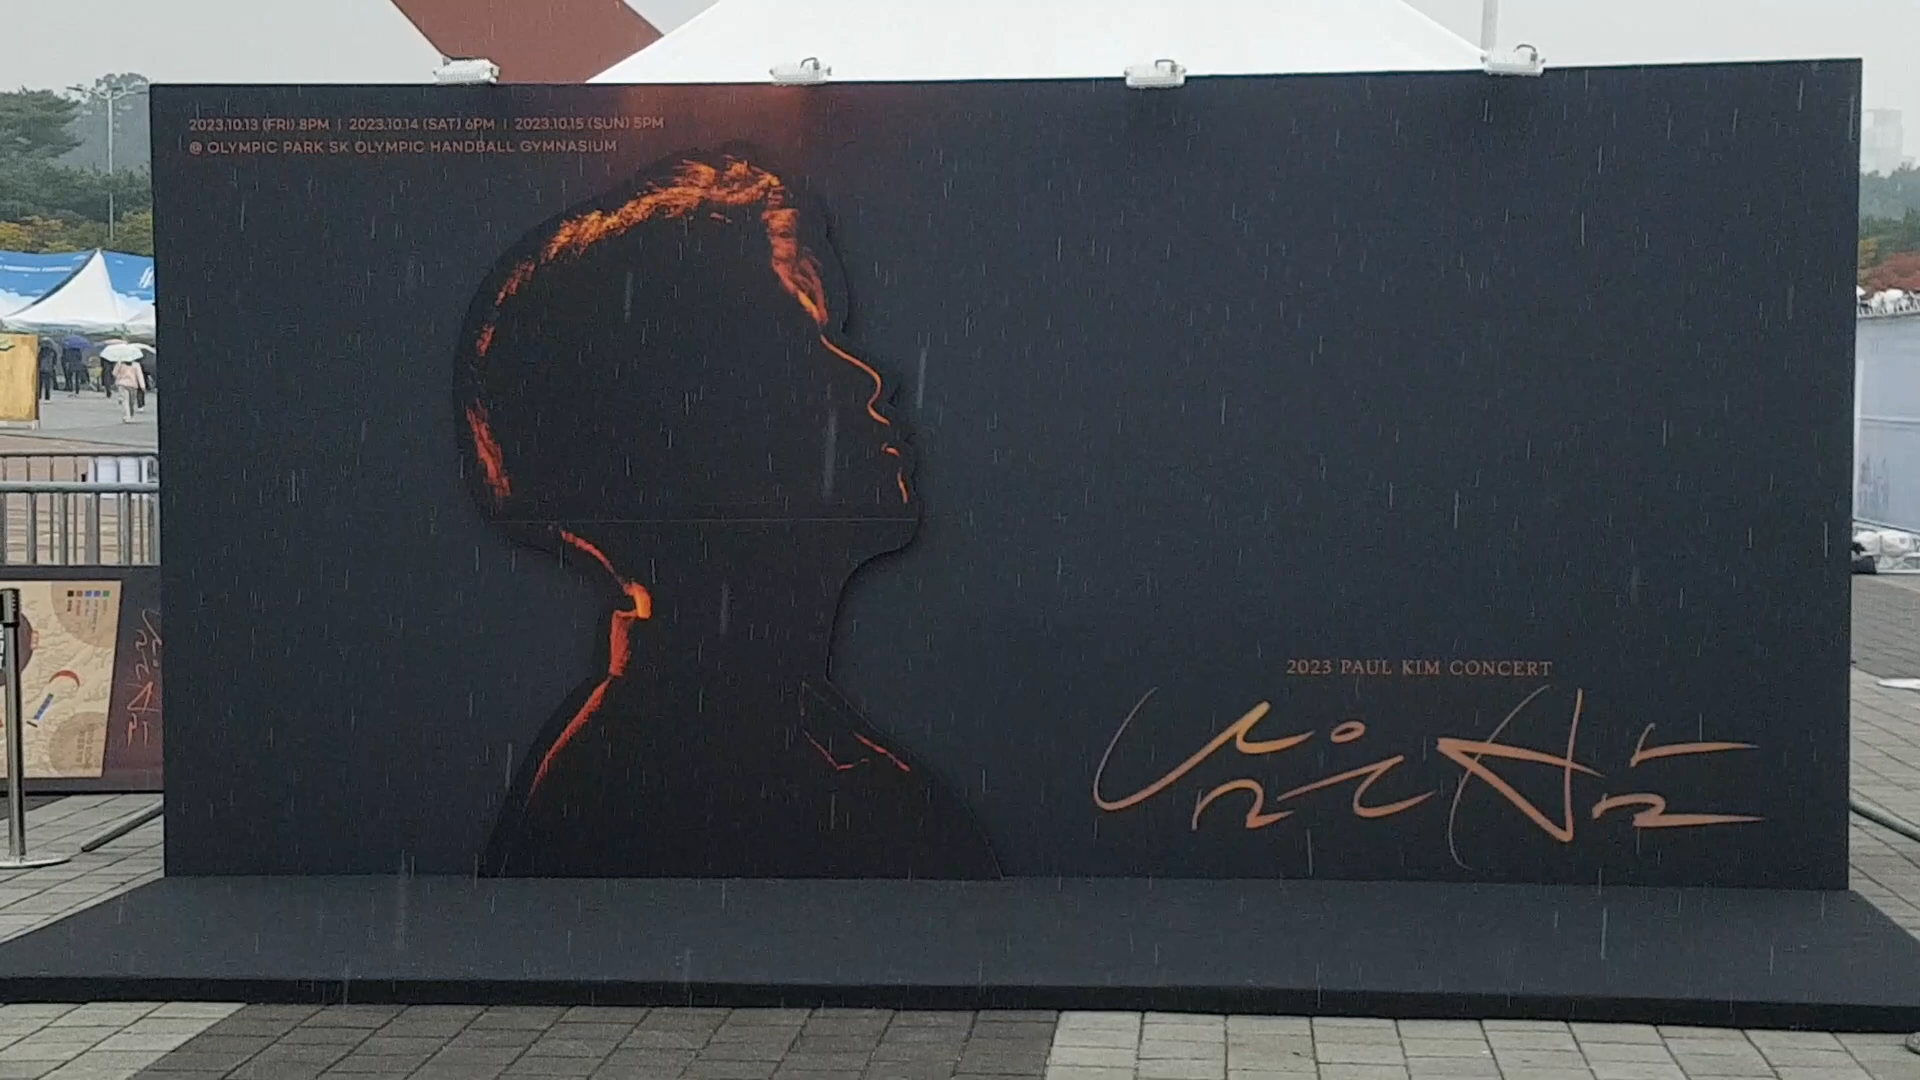 2023.10.13 (FRI) 8PM | 2023.10.14 (SAT) 6PM | 2023.10.15 (SUN) 5PM
@ OLYMPIC PARK SK OLYMPIC HANDBALL GYMNASIUM
2023 PAUL KIM CONCERT